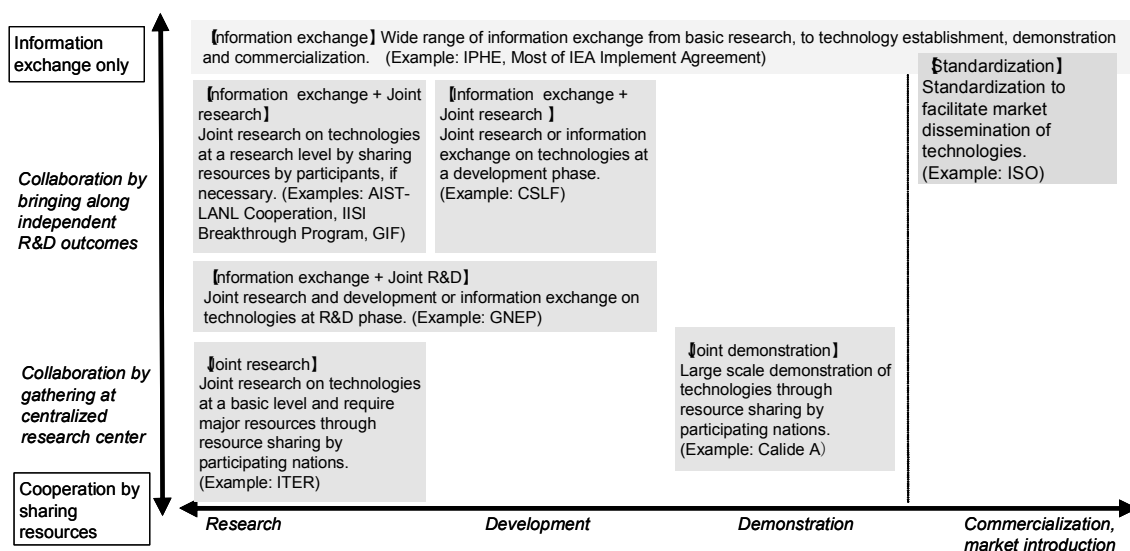 Information
exchange only
【Information exchange】Wide range of information exchange from basic research, to technology establishment, demonstration
and commercialization. (Example: IPHE, Most of IEA Implement Agreement)
【Standardization】
Standardization to
facilitate market
dissemination of
technologies.
(Example: ISO)
【Information exchange + Joint
research】
Joint research on technologies
at a research level by sharing
resources by participants, if
necessary. (Examples: AIST-
LANL Cooperation, IISI
Breakthrough Program, GIF)
【Information exchange +
Joint research 】
Joint research or information
exchange on technologies at
a development phase.
(Example: CSLF)
Collaboration by
bringing along
independent
R&D outcomes
【Information exchange + Joint R&D】
Joint research and development or information exchange on
technologies at R&D phase. (Example: GNEP)
Collaboration by
gathering at
centralized
research center
【Joint research】
Joint research on technologies
at a basic level and require
major resources through
resource sharing by
participating nations.
(Example: ITER)
【Joint demonstration】
Large scale demonstration of
technologies through
resource sharing by
participating nations.
(Example: Calide A）
Cooperation by
sharing
resources
Research
Development
Demonstration
Commercialization,
market introduction